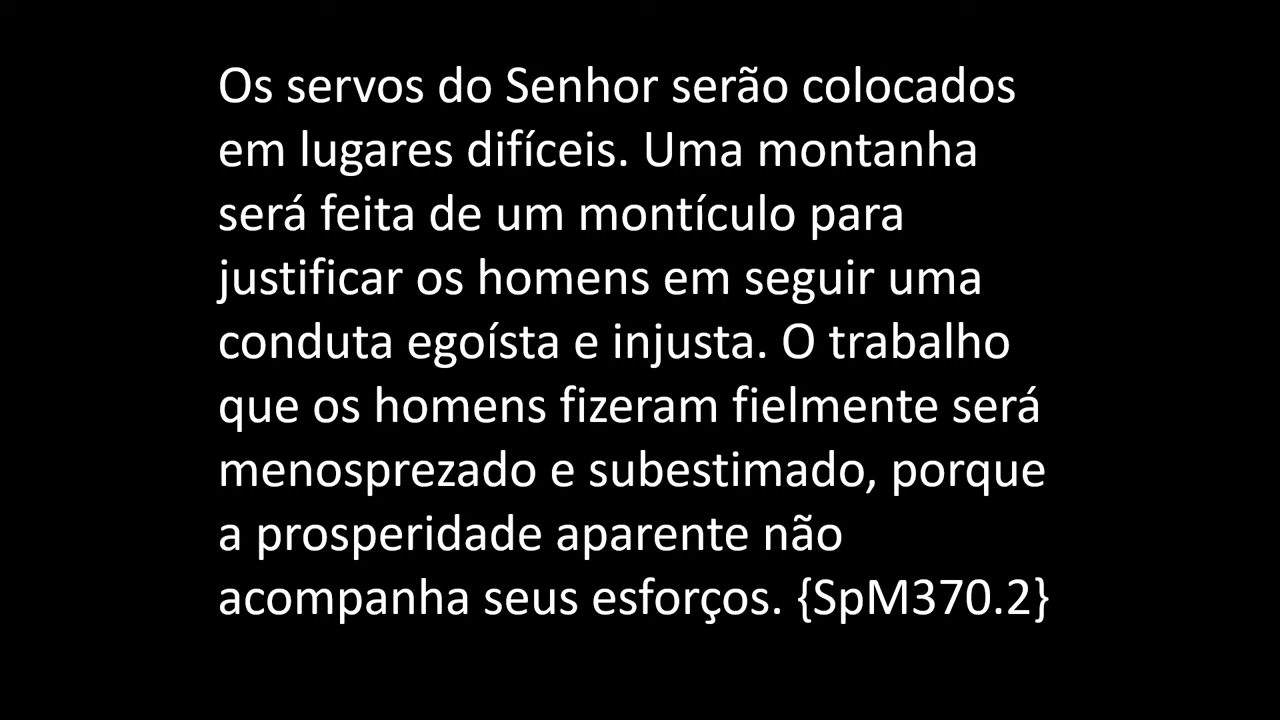 Os servos do Senhor serão colocados
em lugares difíceis. Uma montanha
será feita de um montículo para
justificar os homens em seguir uma
conduta egoísta e injusta. O trabalho
que os homens fizeram fielmente será
menosprezado e subestimado, porque
a prosperidade aparente não
acompanha seus esforços. {SpM370.2}